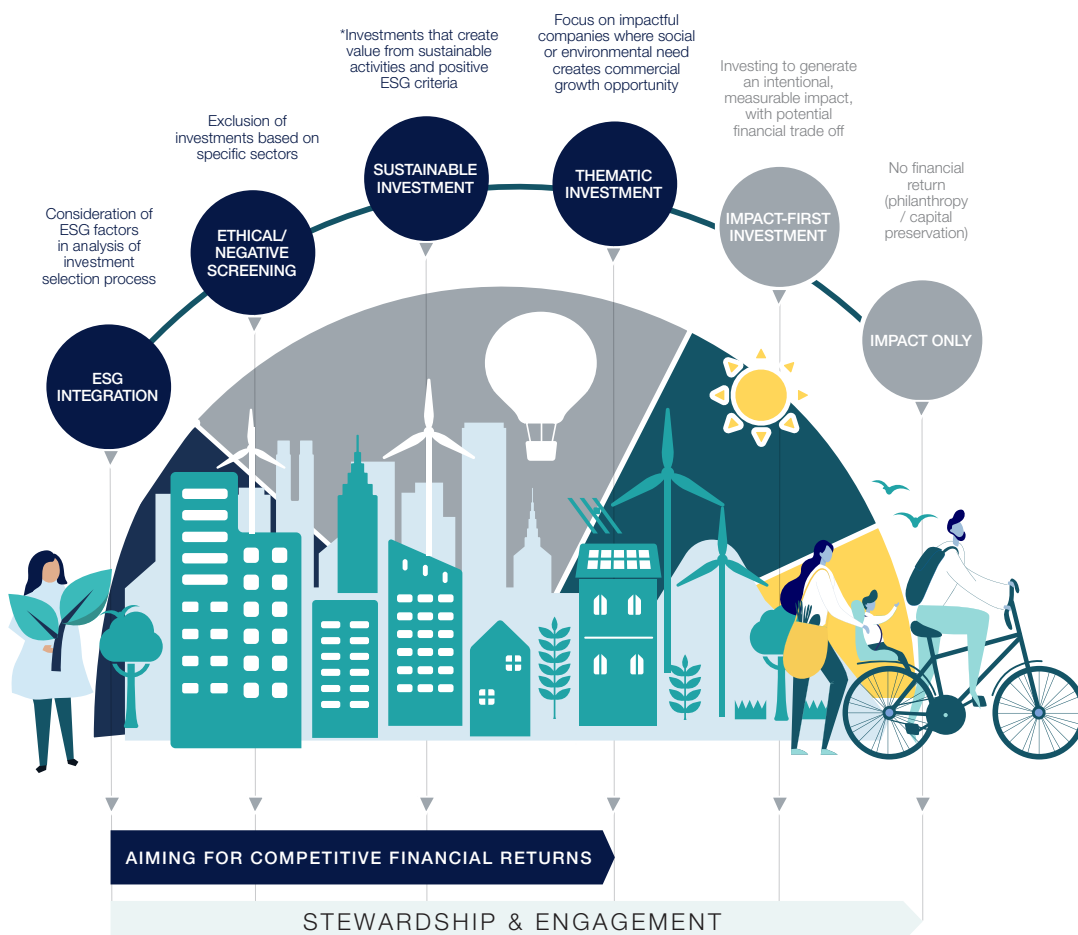 *Investments that create
value from sustainable
activities and positive
ESG criteria
Focus on impactful
companies where social
or environmental need
creates commercial
growth opportunity
Investing to generate
an intentional,
measurable impact,
with potential
financial trade off
Exclusion of
investments based on
specific sectors
No financial
return
(philanthropy
/ capital
preservation)
Consideration of
ESG factors
in analysis of
investment
selection process
SUSTAINABLE
INVESTMENT
THEMATIC
INVESTMENT
IMPACT-FIRST
INVESTMENT
ETHICAL/
NEGATIVE
SCREENING
IMPACT ONLY
ESG
INTEGRATION
AIMING FOR COMPETITIVE FINANCIAL RETURNS
STEWARDSHIP & ENGAGEMENT